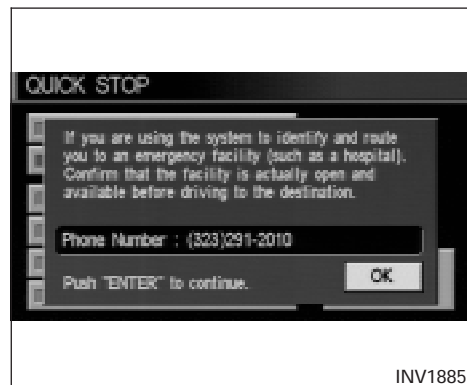 QUICK STOP
If you are using the system to identify and route
you to an emergency facility (such as a hospital).
Confirm that the facility is actually open and
available before driving to the destination.
Phone Number : (323)291-2010
Push "ENTER" to continue.
OK
INV1885